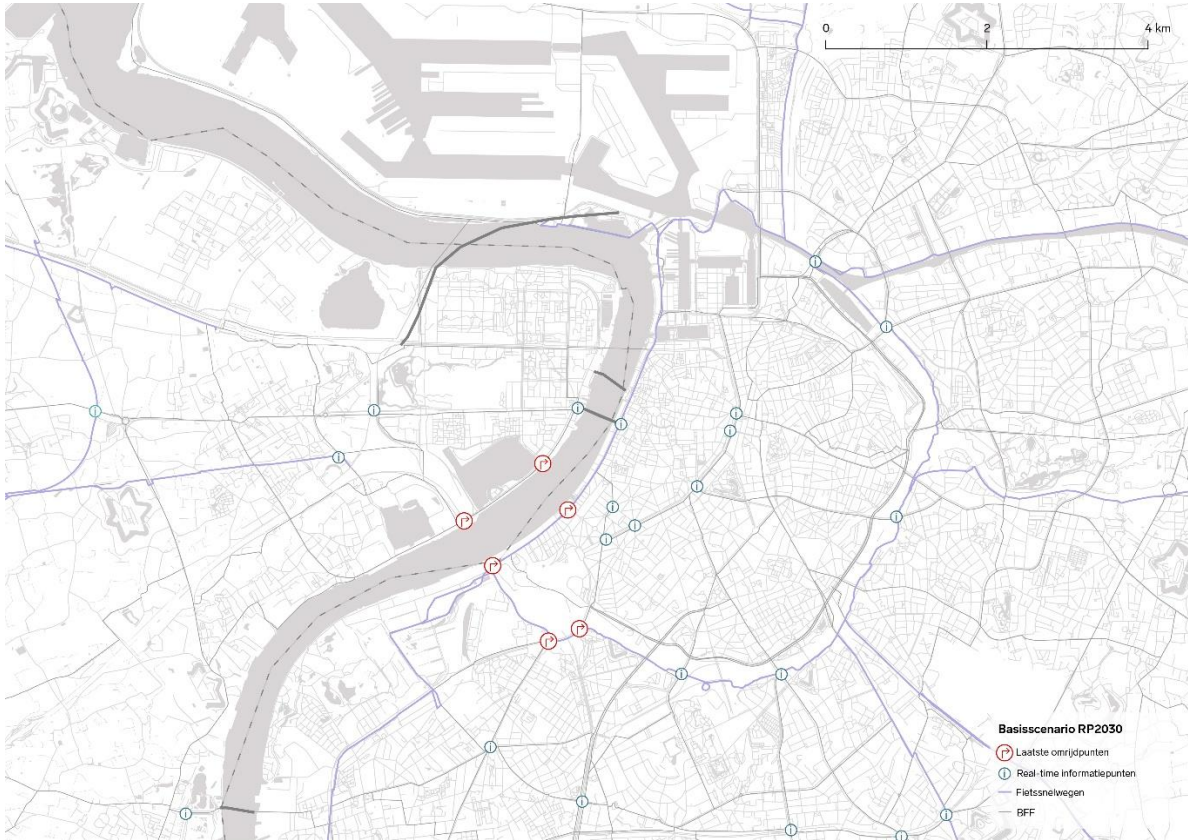 0 2 4 km
Basisscenario RP2030
Laatste omrijdpunten
Real-time informatiepunten
Fietssnelwegen
BFF